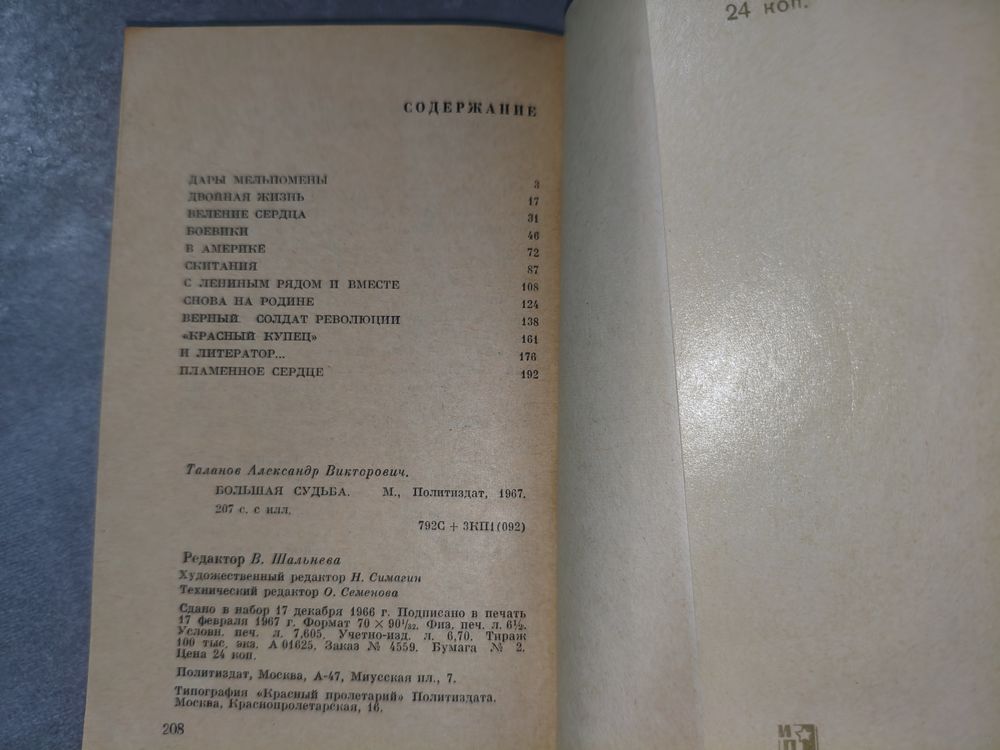 24 коп.
СОДЕРЖАНИЕ
ДАРЫ МЕЛЬПОМЕНЫ 3
ДВОЙНАЯ ЖИЗНЬ 17
ВЕЛЕНИЕ СЕРДЦА 31
БОЕВИКИ 46
В АМЕРИКЕ 72
СКИТАНИЯ 87
С ЛЕНИНЫМ РЯДОМ И ВМЕСТЕ 108
СНОВА НА РОДИНЕ 124
ВЕРНЫЙ СОЛДАТ РЕВОЛЮЦИИ 138
«КРАСНЫЙ КУПЕЦ» 161
И ЛИТЕРАТОР... 176
ПЛАМЕННОЕ СЕРДЦЕ 192
Таланов Александр Викторович.
БОЛЬШАЯ СУДЬБА. М., Политиздат, 1967.
207 с. с илл.
792С + 3КП1(092)
Редактор В. Шальнева
Художественный редактор Н. Симагин
Технический редактор О. Семенова
Сдано в набор 17 декабря 1966 г. Подписано в печать
17 февраля 1967 г. Формат 70 × 90¹/₃₂. Физ. печ. л. 6½.
Условн. печ. л. 7,605. Учетно-изд. л. 6,70. Тираж
100 тыс. экз. А 01625. Заказ № 4559. Бумага № 2.
Цена 24 коп.
Политиздат, Москва, А-47, Миусская пл., 7.
Типография «Красный пролетарий» Политиздата.
Москва, Краснопролетарская, 16.
208
И
П